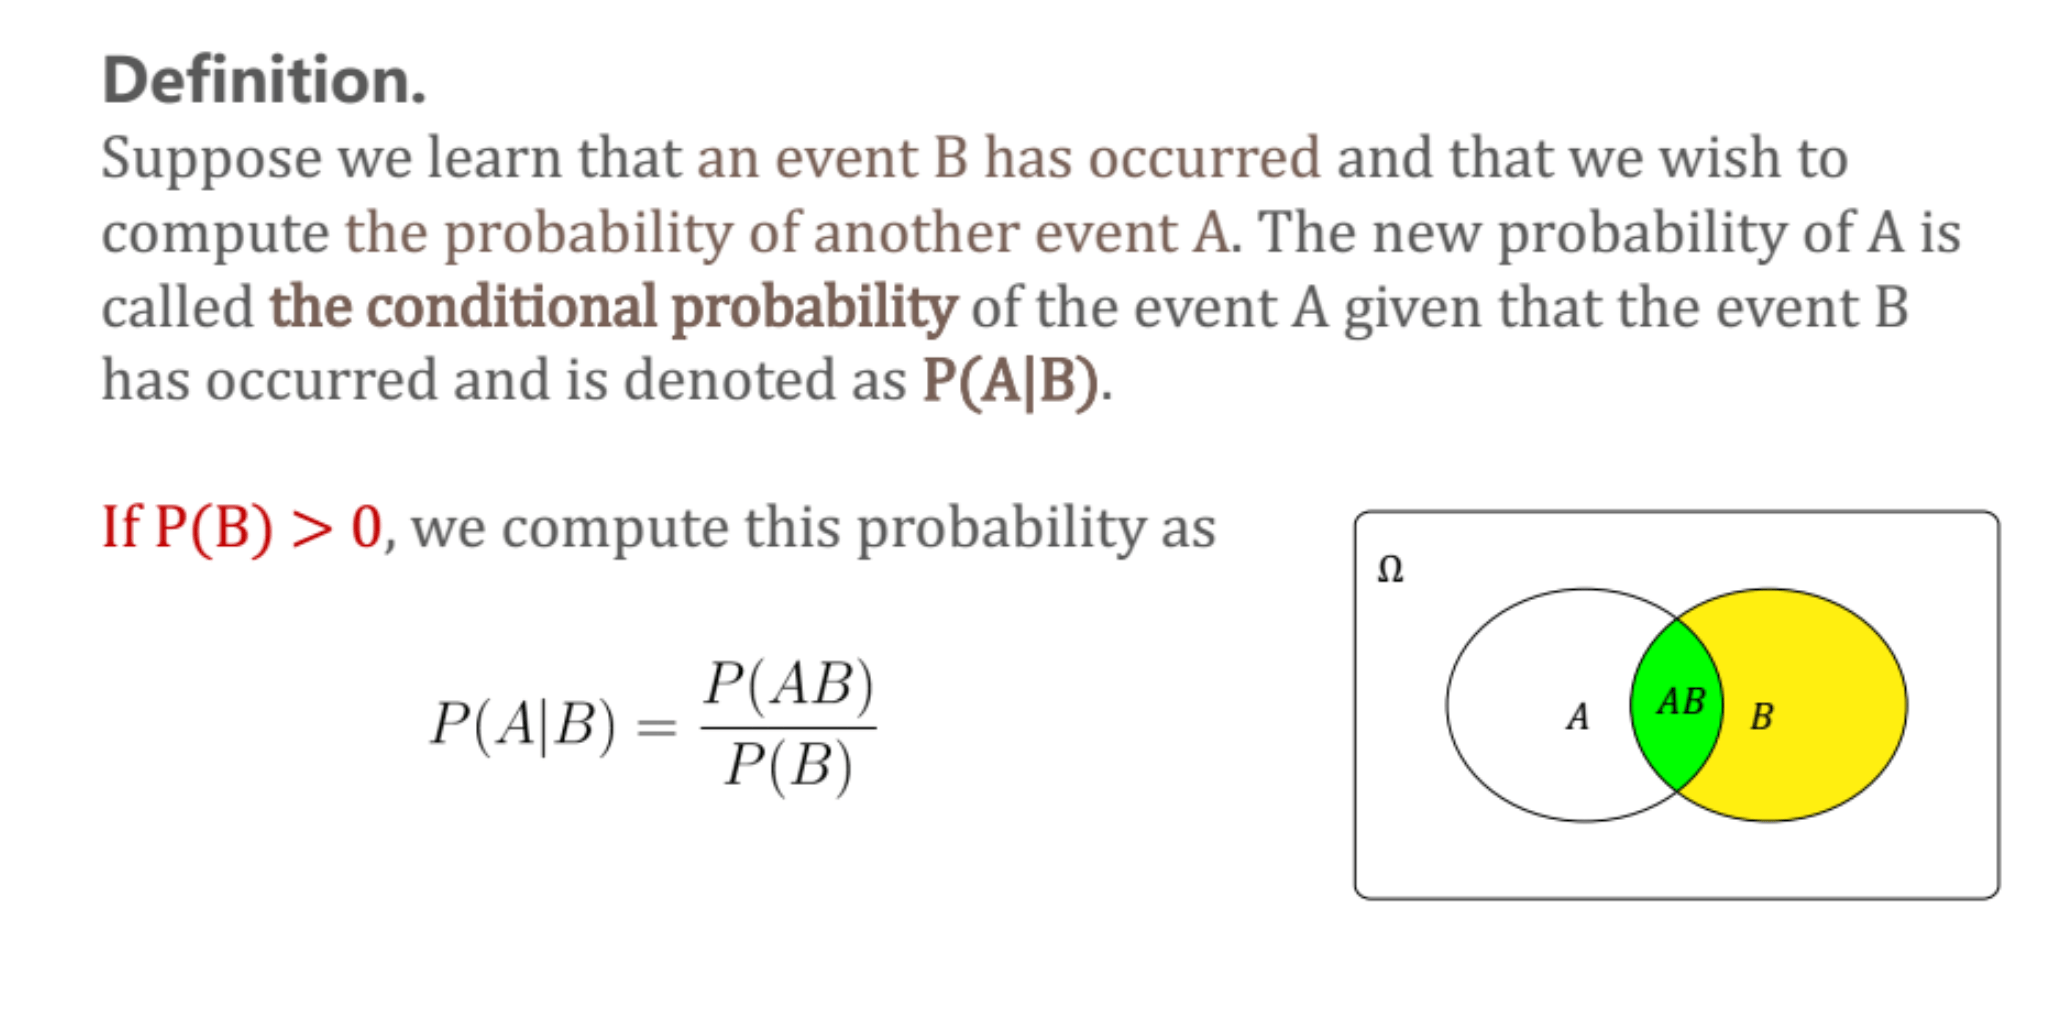 Definition.
Suppose we learn that an event B has occurred and that we wish to
compute the probability of another event A. The new probability of A is
called the conditional probability of the event A given that the event B
has occurred and is denoted as P(A|B).
If P(B) > 0, we compute this probability as
P(A|B) = P(AB) / P(B)
Ω
A AB B